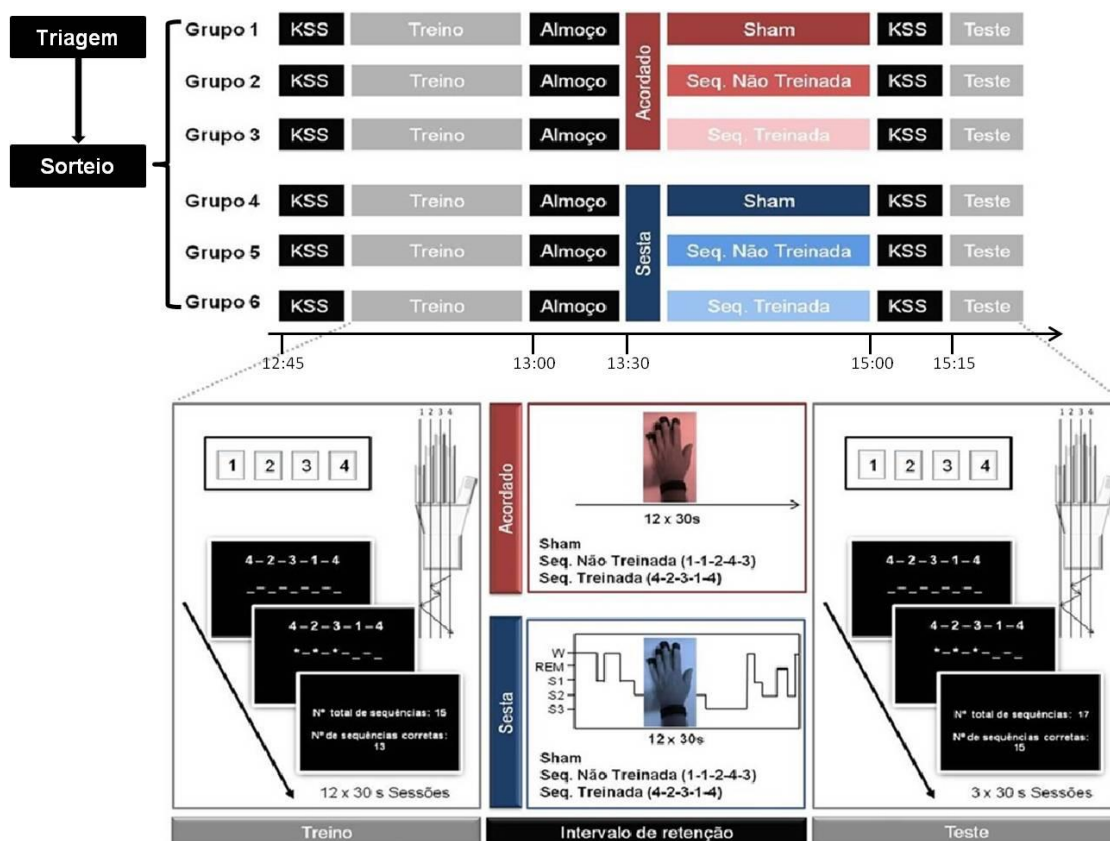 Triagem
Sorteio
Grupo 1 KSS Treino Almoço Sham KSS Teste
Grupo 2 KSS Treino Almoço Seq. Não Treinada KSS Teste
Grupo 3 KSS Treino Almoço Seq. Treinada KSS Teste
Acordado
Grupo 4 KSS Treino Almoço Sham KSS Teste
Grupo 5 KSS Treino Almoço Seq. Não Treinada KSS Teste
Grupo 6 KSS Treino Almoço Seq. Treinada KSS Teste
Sesta
12:45 13:00 13:30 15:00 15:15
1 2 3 4
1 2 3 4
4-2-3-1-4
_-_-_-_-_
4-2-3-1-4
*-*-*-_-_
Nº total de sequências: 15
Nº de sequências corretas:
13
12 x 30 s Sessões
Treino
Acordado
12 x 30s
Sham
Seq. Não Treinada (1-1-2-4-3)
Seq. Treinada (4-2-3-1-4)
Sesta
W
REM
S1
S2
S3
12 x 30s
Sham
Seq. Não Treinada (1-1-2-4-3)
Seq. Treinada (4-2-3-1-4)
Intervalo de retenção
1 2 3 4
1 2 3 4
4-2-3-1-4
_-_-_-_-_
4-2-3-1-4
*-*-*-_-_
Nº total de sequências: 17
Nº de sequências corretas:
15
3 x 30 s Sessões
Teste